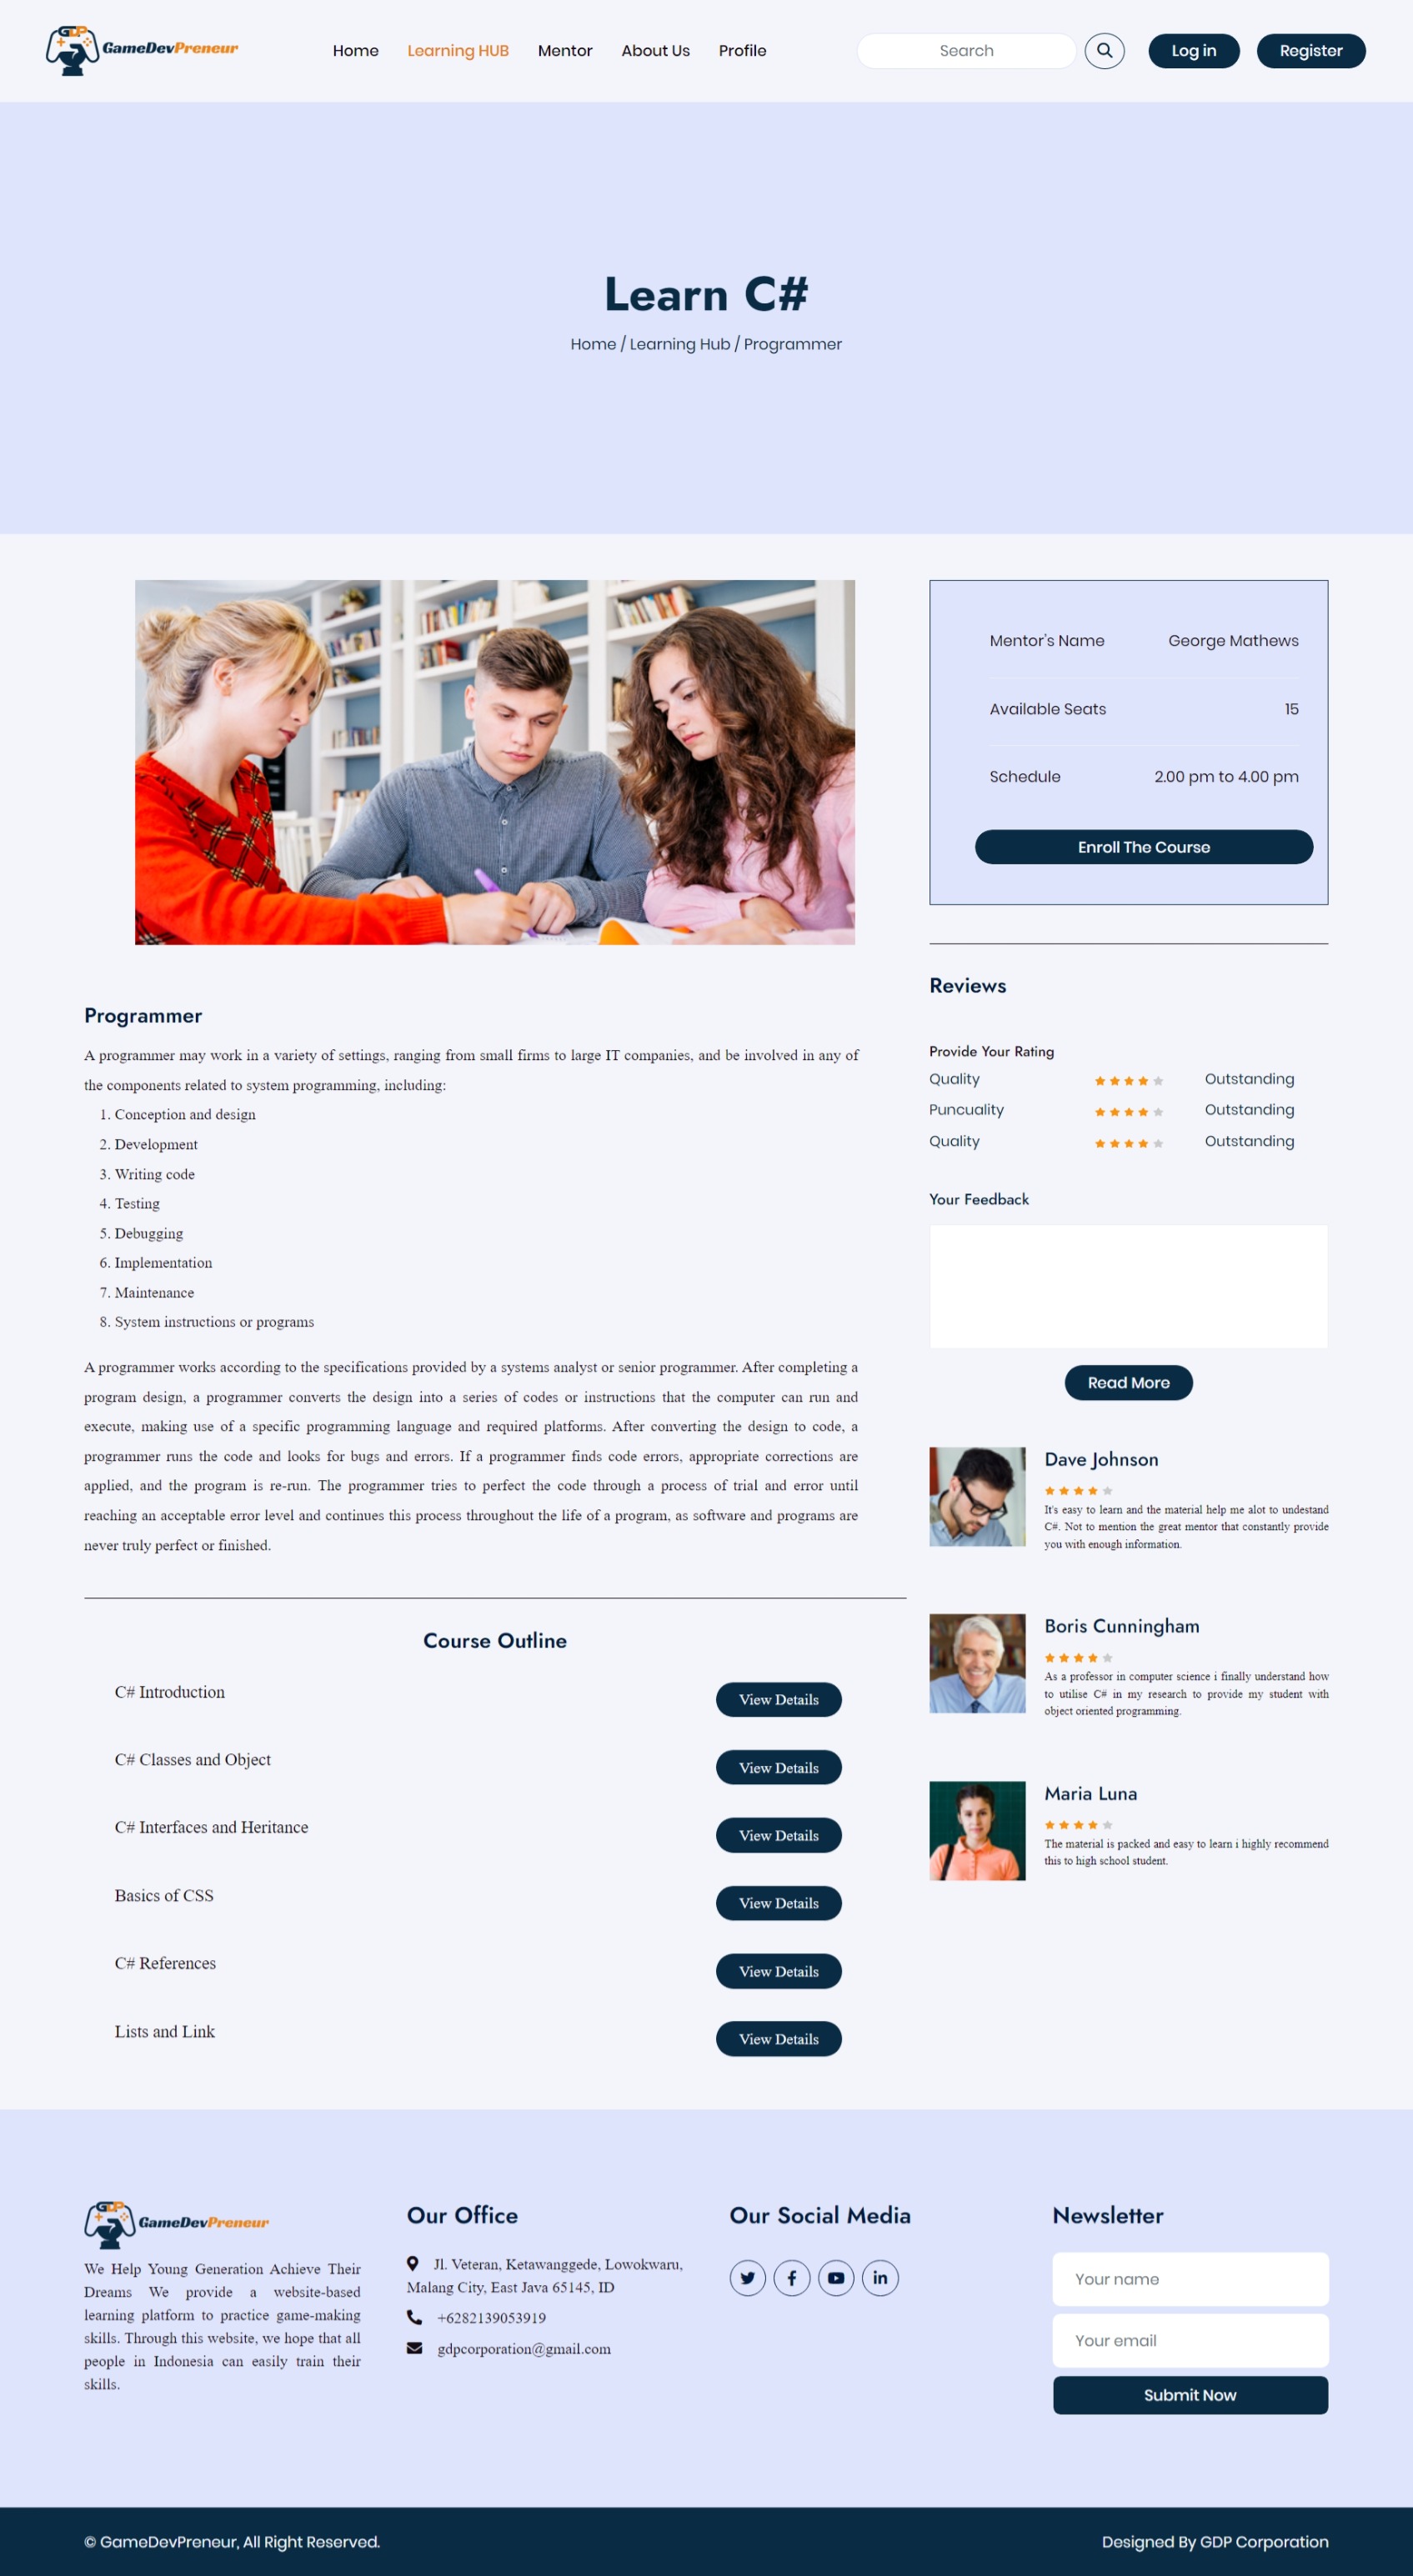 GDP
GameDevPreneur
Home
Learning HUB
Mentor
About Us
Profile
Search
Log in
Register
Learn C#
Home / Learning Hub / Programmer
Mentor's Name
George Mathews
Available Seats
15
Schedule
2.00 pm to 4.00 pm
Enroll The Course
Programmer
A programmer may work in a variety of settings, ranging from small firms to large IT companies, and be involved in any of
the components related to system programming, including:
1. Conception and design
2. Development
3. Writing code
4. Testing
5. Debugging
6. Implementation
7. Maintenance
8. System instructions or programs
A programmer works according to the specifications provided by a systems analyst or senior programmer. After completing a
program design, a programmer converts the design into a series of codes or instructions that the computer can run and
execute, making use of a specific programming language and required platforms. After converting the design to code, a
programmer runs the code and looks for bugs and errors. If a programmer finds code errors, appropriate corrections are
applied, and the program is re-run. The programmer tries to perfect the code through a process of trial and error until
reaching an acceptable error level and continues this process throughout the life of a program, as software and programs are
never truly perfect or finished.
Course Outline
C# Introduction
View Details
C# Classes and Object
View Details
C# Interfaces and Heritance
View Details
Basics of CSS
View Details
C# References
View Details
Lists and Link
View Details
Reviews
Provide Your Rating
Quality
Outstanding
Puncuality
Outstanding
Quality
Outstanding
Your Feedback
Read More
Dave Johnson
It's easy to learn and the material help me alot to undestand
C#. Not to mention the great mentor that constantly provide
you with enough information.
Boris Cunningham
As a professor in computer science i finally understand how
to utilise C# in my research to provide my student with
object oriented programming.
Maria Luna
The material is packed and easy to learn i highly recommend
this to high school student.
GDP
GameDevPreneur
We Help Young Generation Achieve Their
Dreams We provide a website-based
learning platform to practice game-making
skills. Through this website, we hope that all
people in Indonesia can easily train their
skills.
Our Office
Jl. Veteran, Ketawanggede, Lowokwaru,
Malang City, East Java 65145, ID
+6282139053919
gdpcorporation@gmail.com
Our Social Media
Newsletter
Your name
Your email
Submit Now
© GameDevPreneur, All Right Reserved.
Designed By GDP Corporation